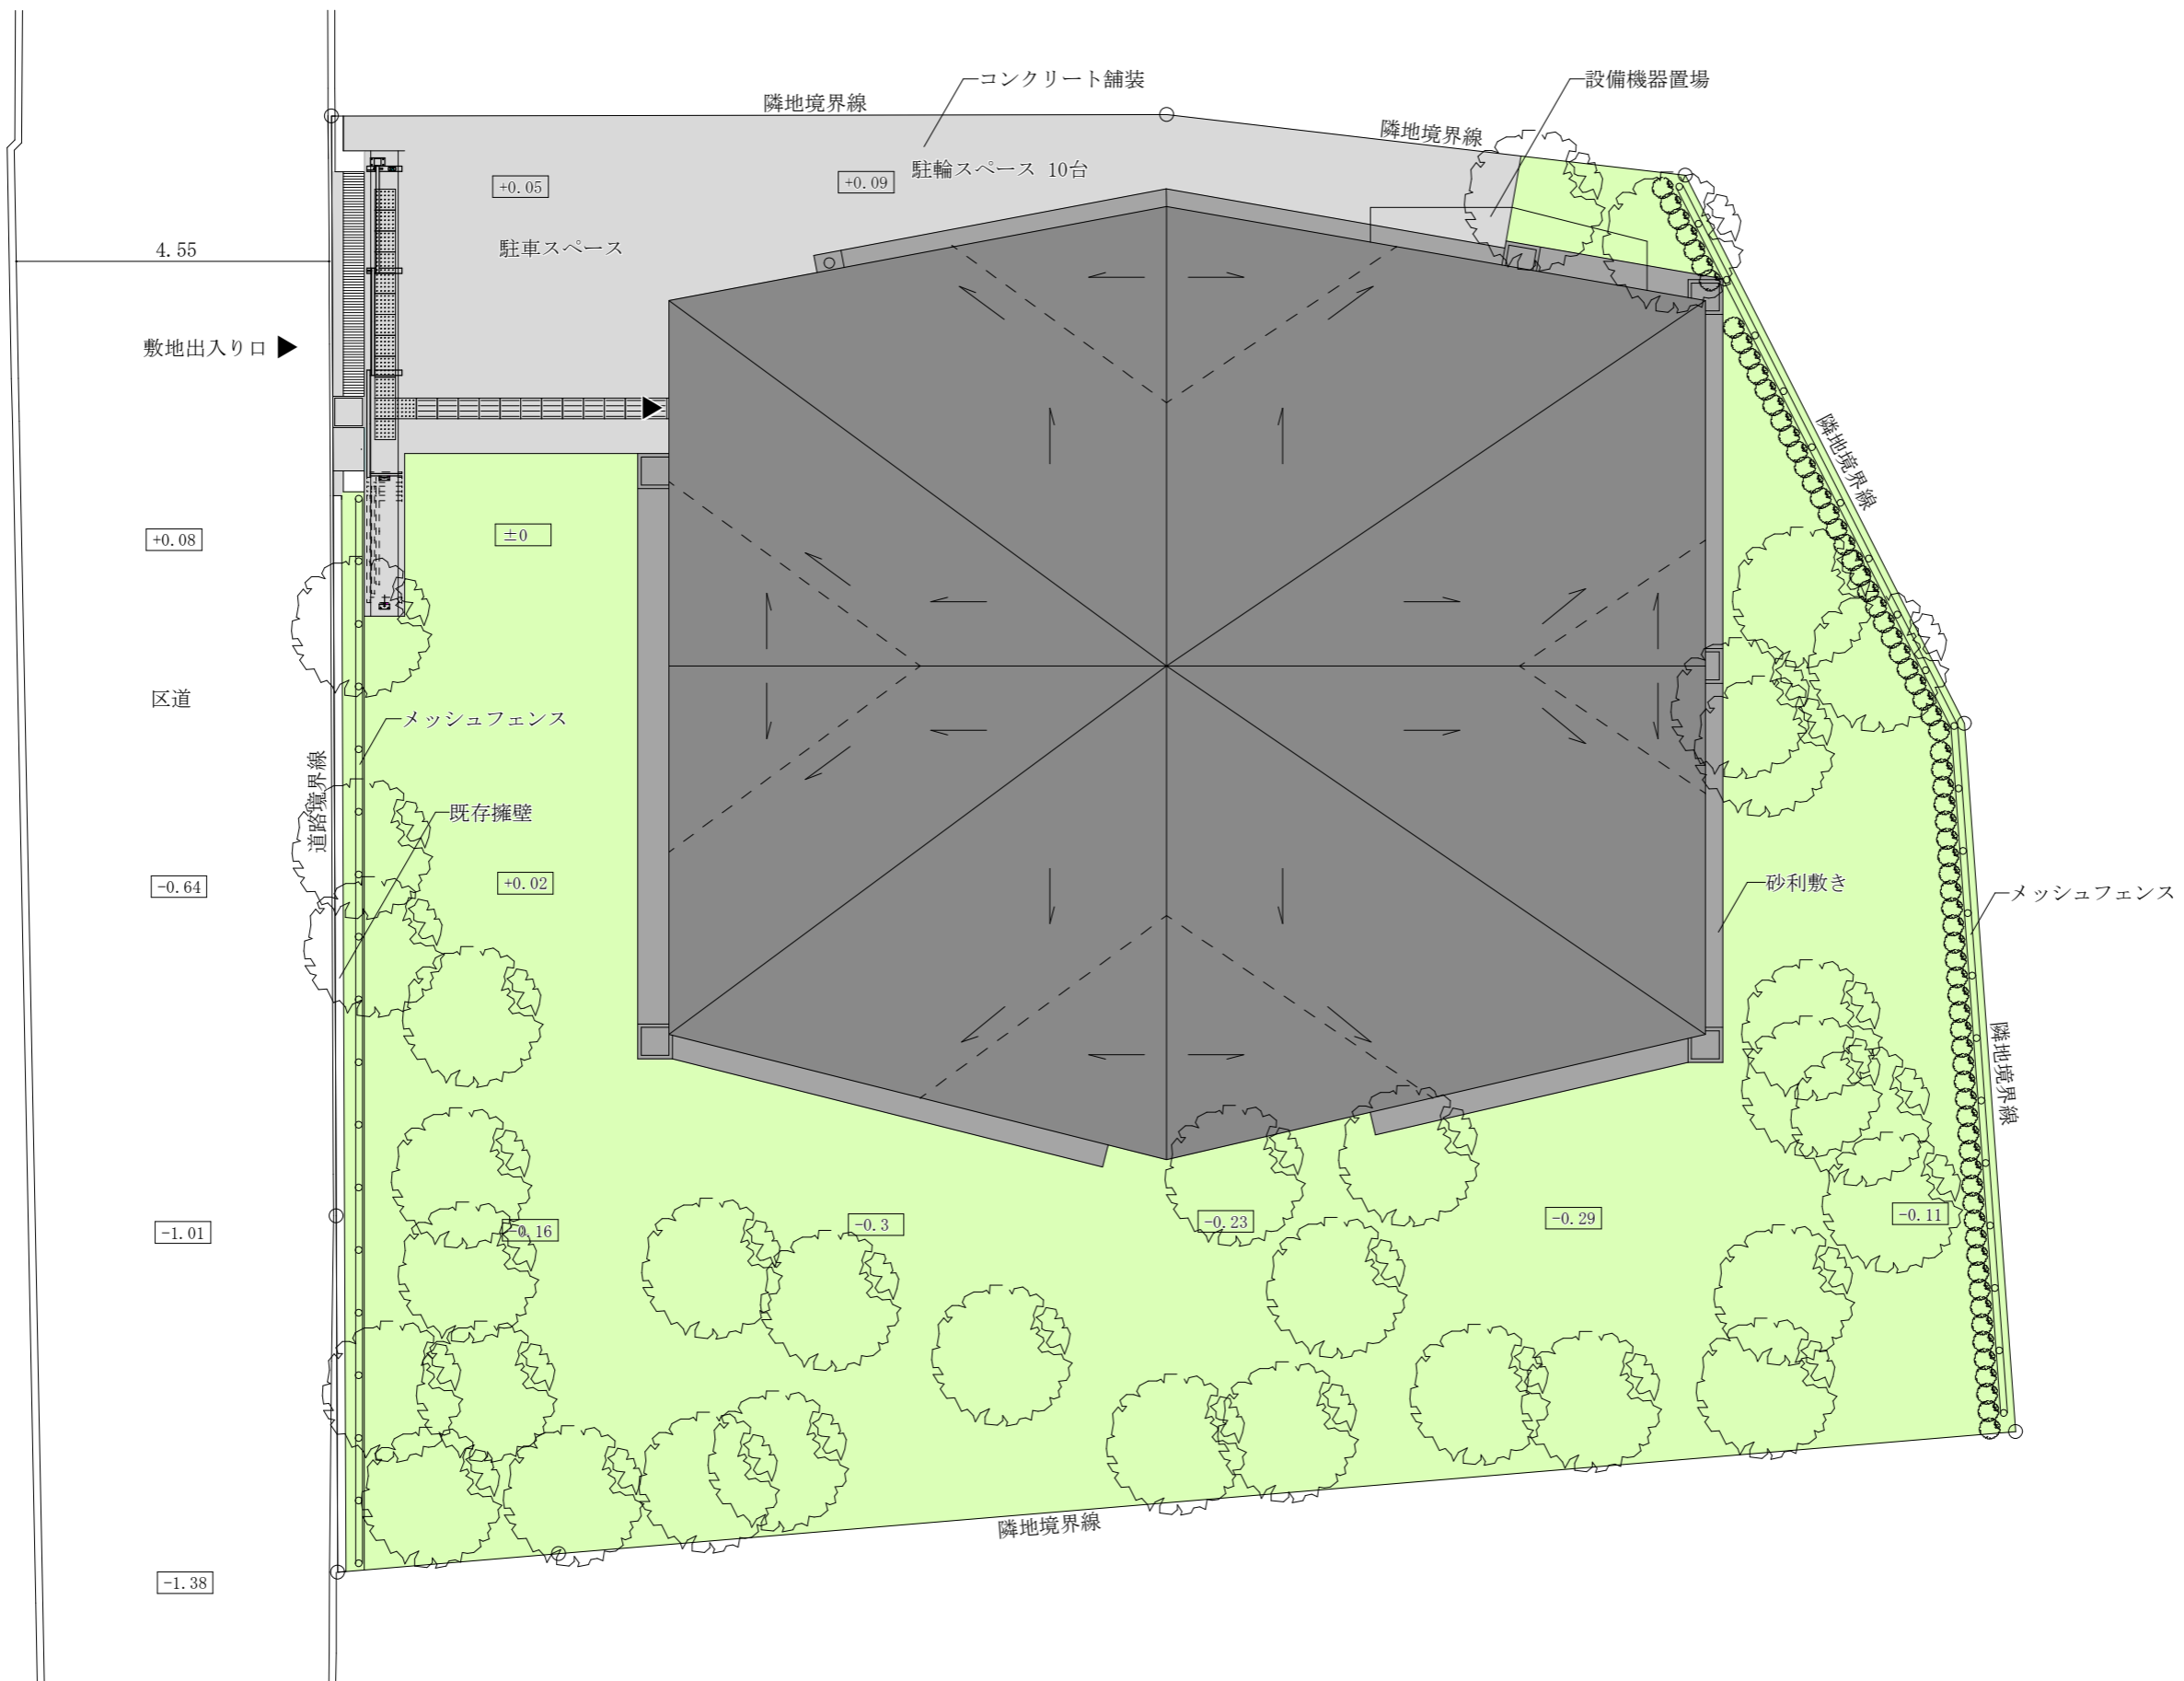 コンクリート舗装
設備機器置場
隣地境界線
隣地境界線
駐輪スペース 10台
+0.05
+0.09
駐車スペース
4.55
敷地出入り口
隣地境界線
+0.08
±0
区道
メッシュフェンス
道路境界線
既存擁壁
-0.64
+0.02
砂利敷き
メッシュフェンス
隣地境界線
-1.01
-0.16
-0.3
-0.23
-0.29
-0.11
隣地境界線
-1.38